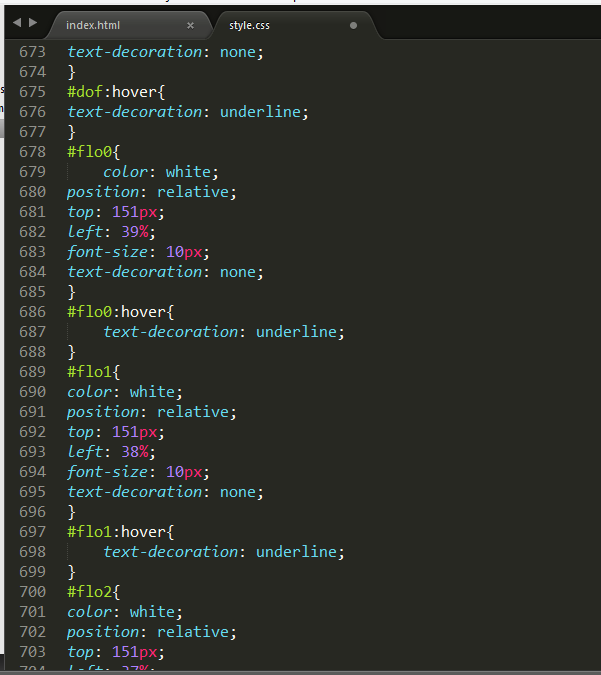 index.html × style.css
673 text-decoration: none;
674 }
675 #dof:hover{
676 text-decoration: underline;
677 }
678 #flo0{
679 color: white;
680 position: relative;
681 top: 151px;
682 left: 39%;
683 font-size: 10px;
684 text-decoration: none;
685 }
686 #flo0:hover{
687 text-decoration: underline;
688 }
689 #flo1{
690 color: white;
691 position: relative;
692 top: 151px;
693 left: 38%;
694 font-size: 10px;
695 text-decoration: none;
696 }
697 #flo1:hover{
698 text-decoration: underline;
699 }
700 #flo2{
701 color: white;
702 position: relative;
703 top: 151px;
704 left: 37%;